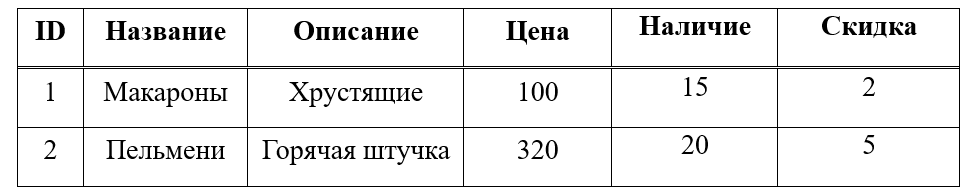 ID Название Описание Цена Наличие Скидка
1 Макароны Хрустящие 100 15 2
2 Пельмени Горячая штучка 320 20 5